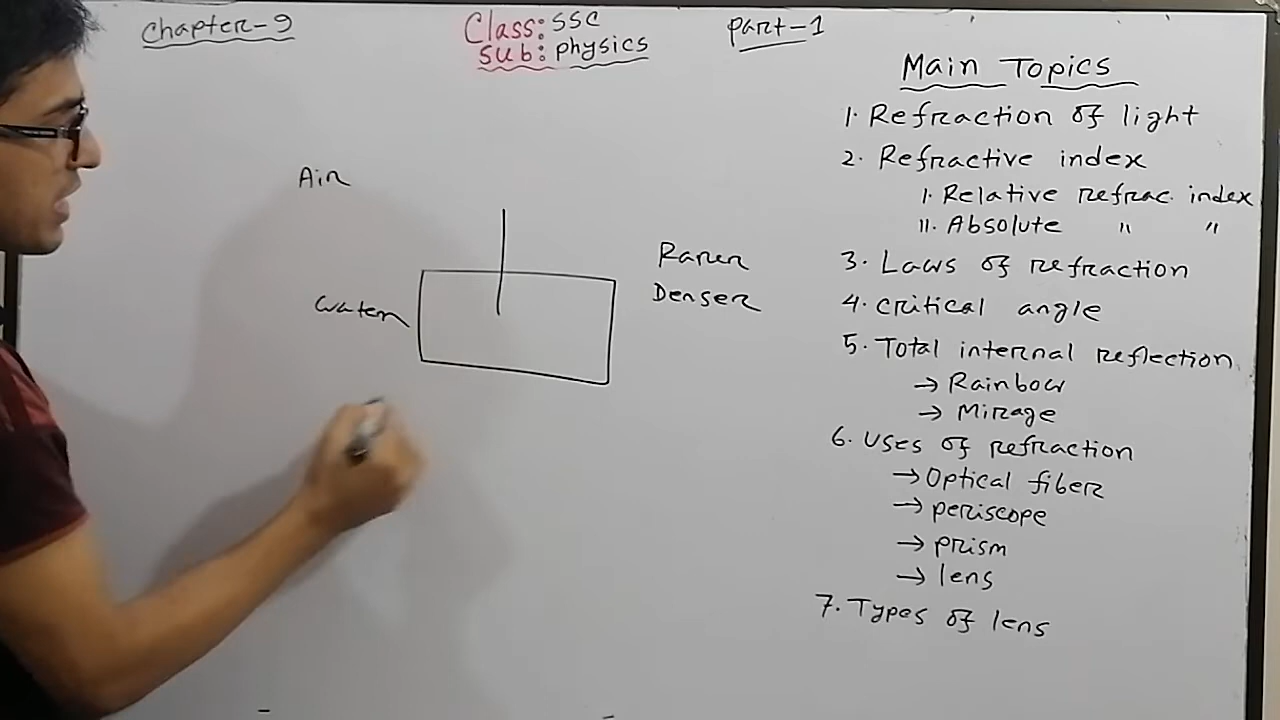 Chapter-9
Class: SSC
Sub: physics
part-1
Air
Water
Rarer
Denser
Main Topics
1. Refraction of light
2. Refractive index
1. Relative refrac. index
11. Absolute " "
3. Laws of refraction
4. critical angle
5. Total internal reflection
→ Rainbow
→ Mirage
6. Uses of refraction
→ Optical fiber
→ periscope
→ prism
→ lens
7. Types of lens